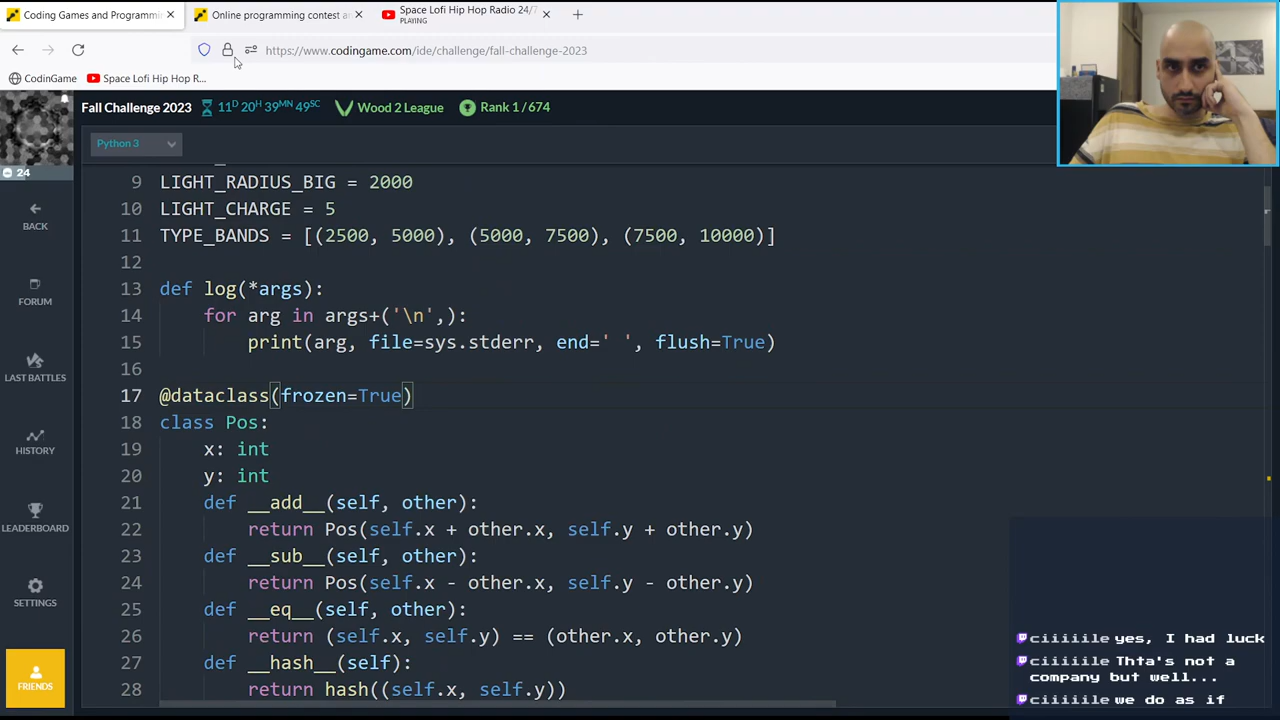 Coding Games and Programmi
Online programming contest a
Space Lofi Hip Hop Radio 24/7
PLAYING
https://www.codingame.com/ide/challenge/fall-challenge-2023
CodinGame
Space Lofi Hip Hop R...
Fall Challenge 2023
11D 20H 39MN 49SC
Wood 2 League
Rank 1 / 674
Python 3
24
BACK
FORUM
LAST BATTLES
HISTORY
LEADERBOARD
SETTINGS
FRIENDS
9 LIGHT_RADIUS_BIG = 2000
10 LIGHT_CHARGE = 5
11 TYPE_BANDS = [(2500, 5000), (5000, 7500), (7500, 10000)]
12
13 def log(*args):
14 for arg in args+('\n',):
15 print(arg, file=sys.stderr, end=' ', flush=True)
16
17 @dataclass(frozen=True)
18 class Pos:
19 x: int
20 y: int
21 def __add__(self, other):
22 return Pos(self.x + other.x, self.y + other.y)
23 def __sub__(self, other):
24 return Pos(self.x - other.x, self.y - other.y)
25 def __eq__(self, other):
26 return (self.x, self.y) == (other.x, other.y)
27 def __hash__(self):
28 return hash((self.x, self.y))
ciiiiile yes, I had luck
ciiiiile Thta's not a
company but well...
ciiiiile we do as if